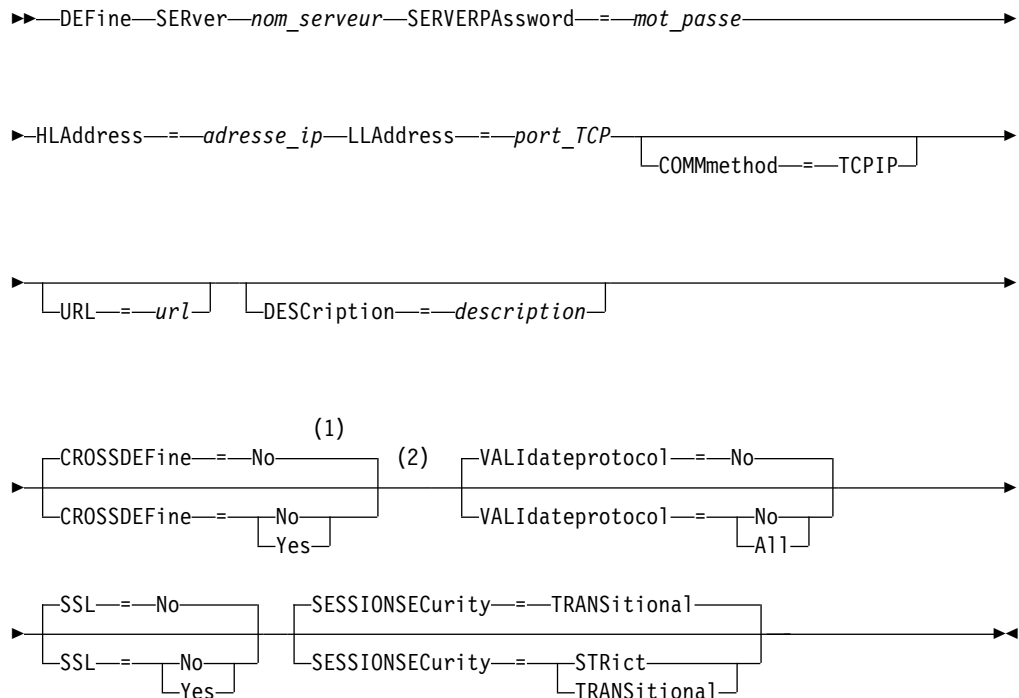 DEFine SERver nom_serveur SERVERPAssword = mot_passe
HLAddress = adresse_ip LLAddress = port_TCP
COMMmethod = TCPIP
URL = url DESCription = description
(1)
CROSSDEFine = No (2) VALIdateprotocol = No
CROSSDEFine = No VALIdateprotocol = No
Yes All
SSL = No SESSIONSECurity = TRANSitional
SSL = No SESSIONSECurity = STRict
Yes TRANSitional